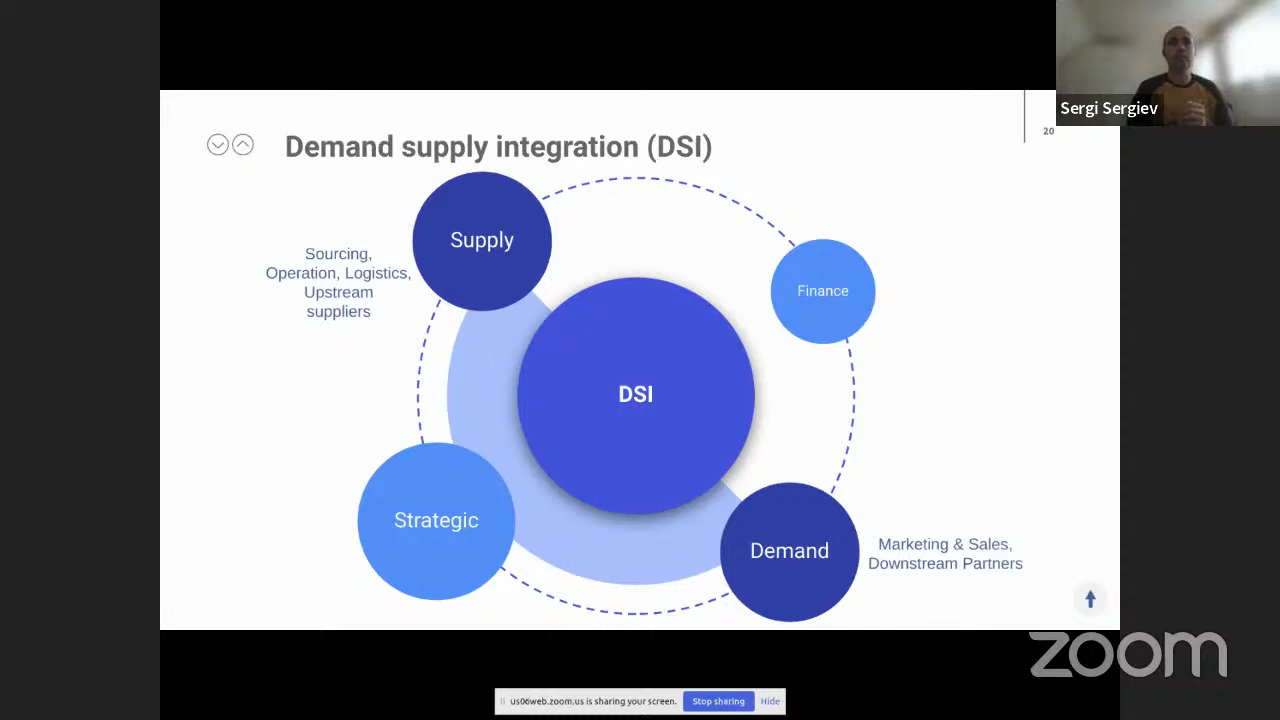 Sergi Sergiev
20
Demand supply integration (DSI)
Supply
Sourcing,
Operation, Logistics,
Upstream
suppliers
Finance
DSI
Strategic
Demand
Marketing & Sales,
Downstream Partners
zoom
us06web.zoom.us is sharing your screen.
Stop sharing
Hide